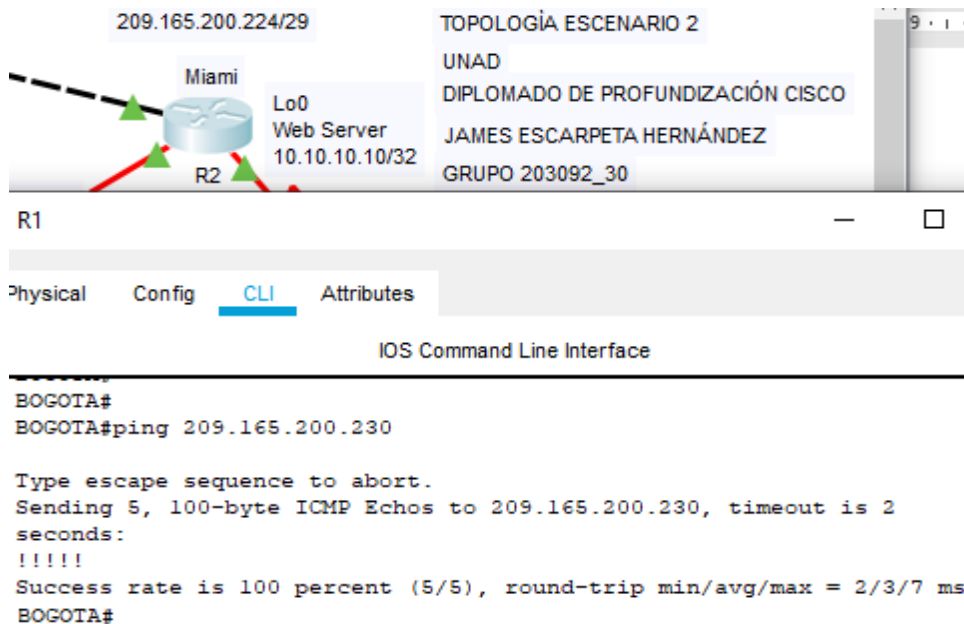 209.165.200.224/29
TOPOLOGÌA ESCENARIO 2
UNAD
Miami
DIPLOMADO DE PROFUNDIZACIÓN CISCO
Lo0
Web Server
10.10.10.10/32
JAMES ESCARPETA HERNÁNDEZ
R2
GRUPO 203092_30
9
R1
Physical Config CLI Attributes
IOS Command Line Interface
BOGOTA#
BOGOTA#ping 209.165.200.230
Type escape sequence to abort.
Sending 5, 100-byte ICMP Echos to 209.165.200.230, timeout is 2
seconds:
!!!!!
Success rate is 100 percent (5/5), round-trip min/avg/max = 2/3/7 ms
BOGOTA#